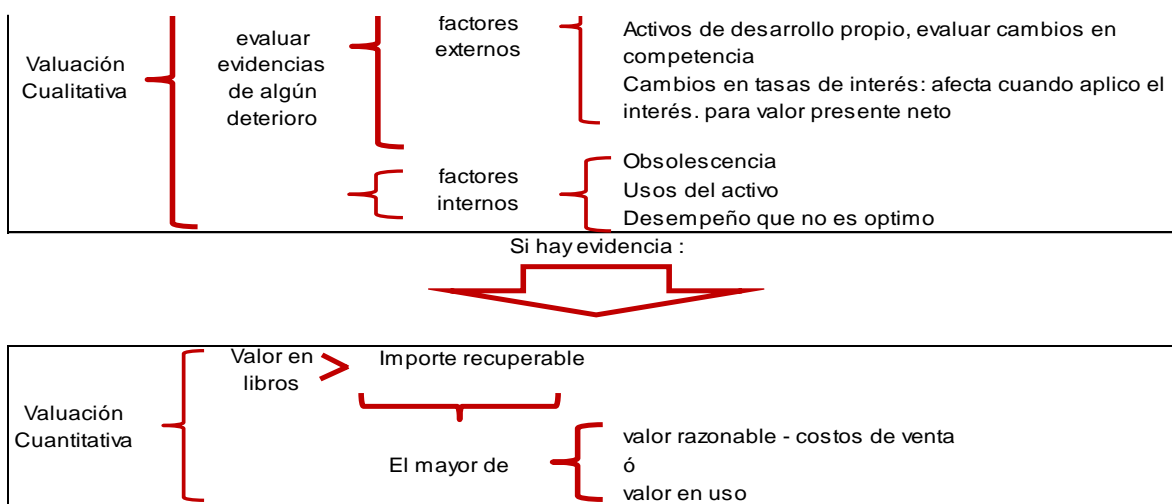 Valuación
Cualitativa
evaluar
evidencias
de algún
deterioro
factores
externos
Activos de desarrollo propio, evaluar cambios en
competencia
Cambios en tasas de interés: afecta cuando aplico el
interés. para valor presente neto
factores
internos
Obsolescencia
Usos del activo
Desempeño que no es optimo
Si hay evidencia :
Valuación
Cuantitativa
Valor en
libros
>
Importe recuperable
El mayor de
valor razonable - costos de venta
ó
valor en uso